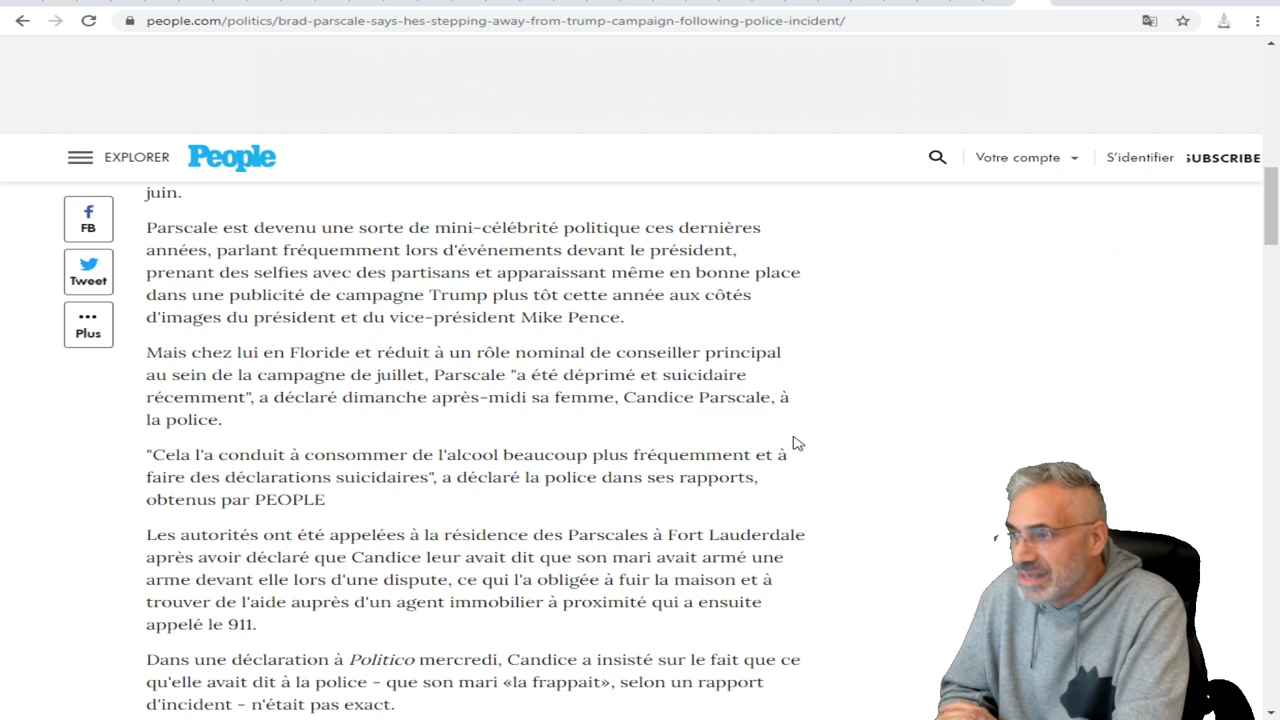 people.com/politics/brad-parscale-says-hes-stepping-away-from-trump-campaign-following-police-incident/
EXPLORER
People
Votre compte
S'identifier
SUBSCRIBE
FB
Tweet
Plus
juin.
Parscale est devenu une sorte de mini-célébrité politique ces dernières
années, parlant fréquemment lors d'événements devant le président,
prenant des selfies avec des partisans et apparaissant même en bonne place
dans une publicité de campagne Trump plus tôt cette année aux côtés
d'images du président et du vice-président Mike Pence.
Mais chez lui en Floride et réduit à un rôle nominal de conseiller principal
au sein de la campagne de juillet, Parscale "a été déprimé et suicidaire
récemment", a déclaré dimanche après-midi sa femme, Candice Parscale, à
la police.
"Cela l'a conduit à consommer de l'alcool beaucoup plus fréquemment et à
faire des déclarations suicidaires", a déclaré la police dans ses rapports,
obtenus par PEOPLE
Les autorités ont été appelées à la résidence des Parscales à Fort Lauderdale
après avoir déclaré que Candice leur avait dit que son mari avait armé une
arme devant elle lors d'une dispute, ce qui l'a obligée à fuir la maison et à
trouver de l'aide auprès d'un agent immobilier à proximité qui a ensuite
appelé le 911.
Dans une déclaration à Politico mercredi, Candice a insisté sur le fait que ce
qu'elle avait dit à la police - que son mari «la frappait», selon un rapport
d'incident - n'était pas exact.